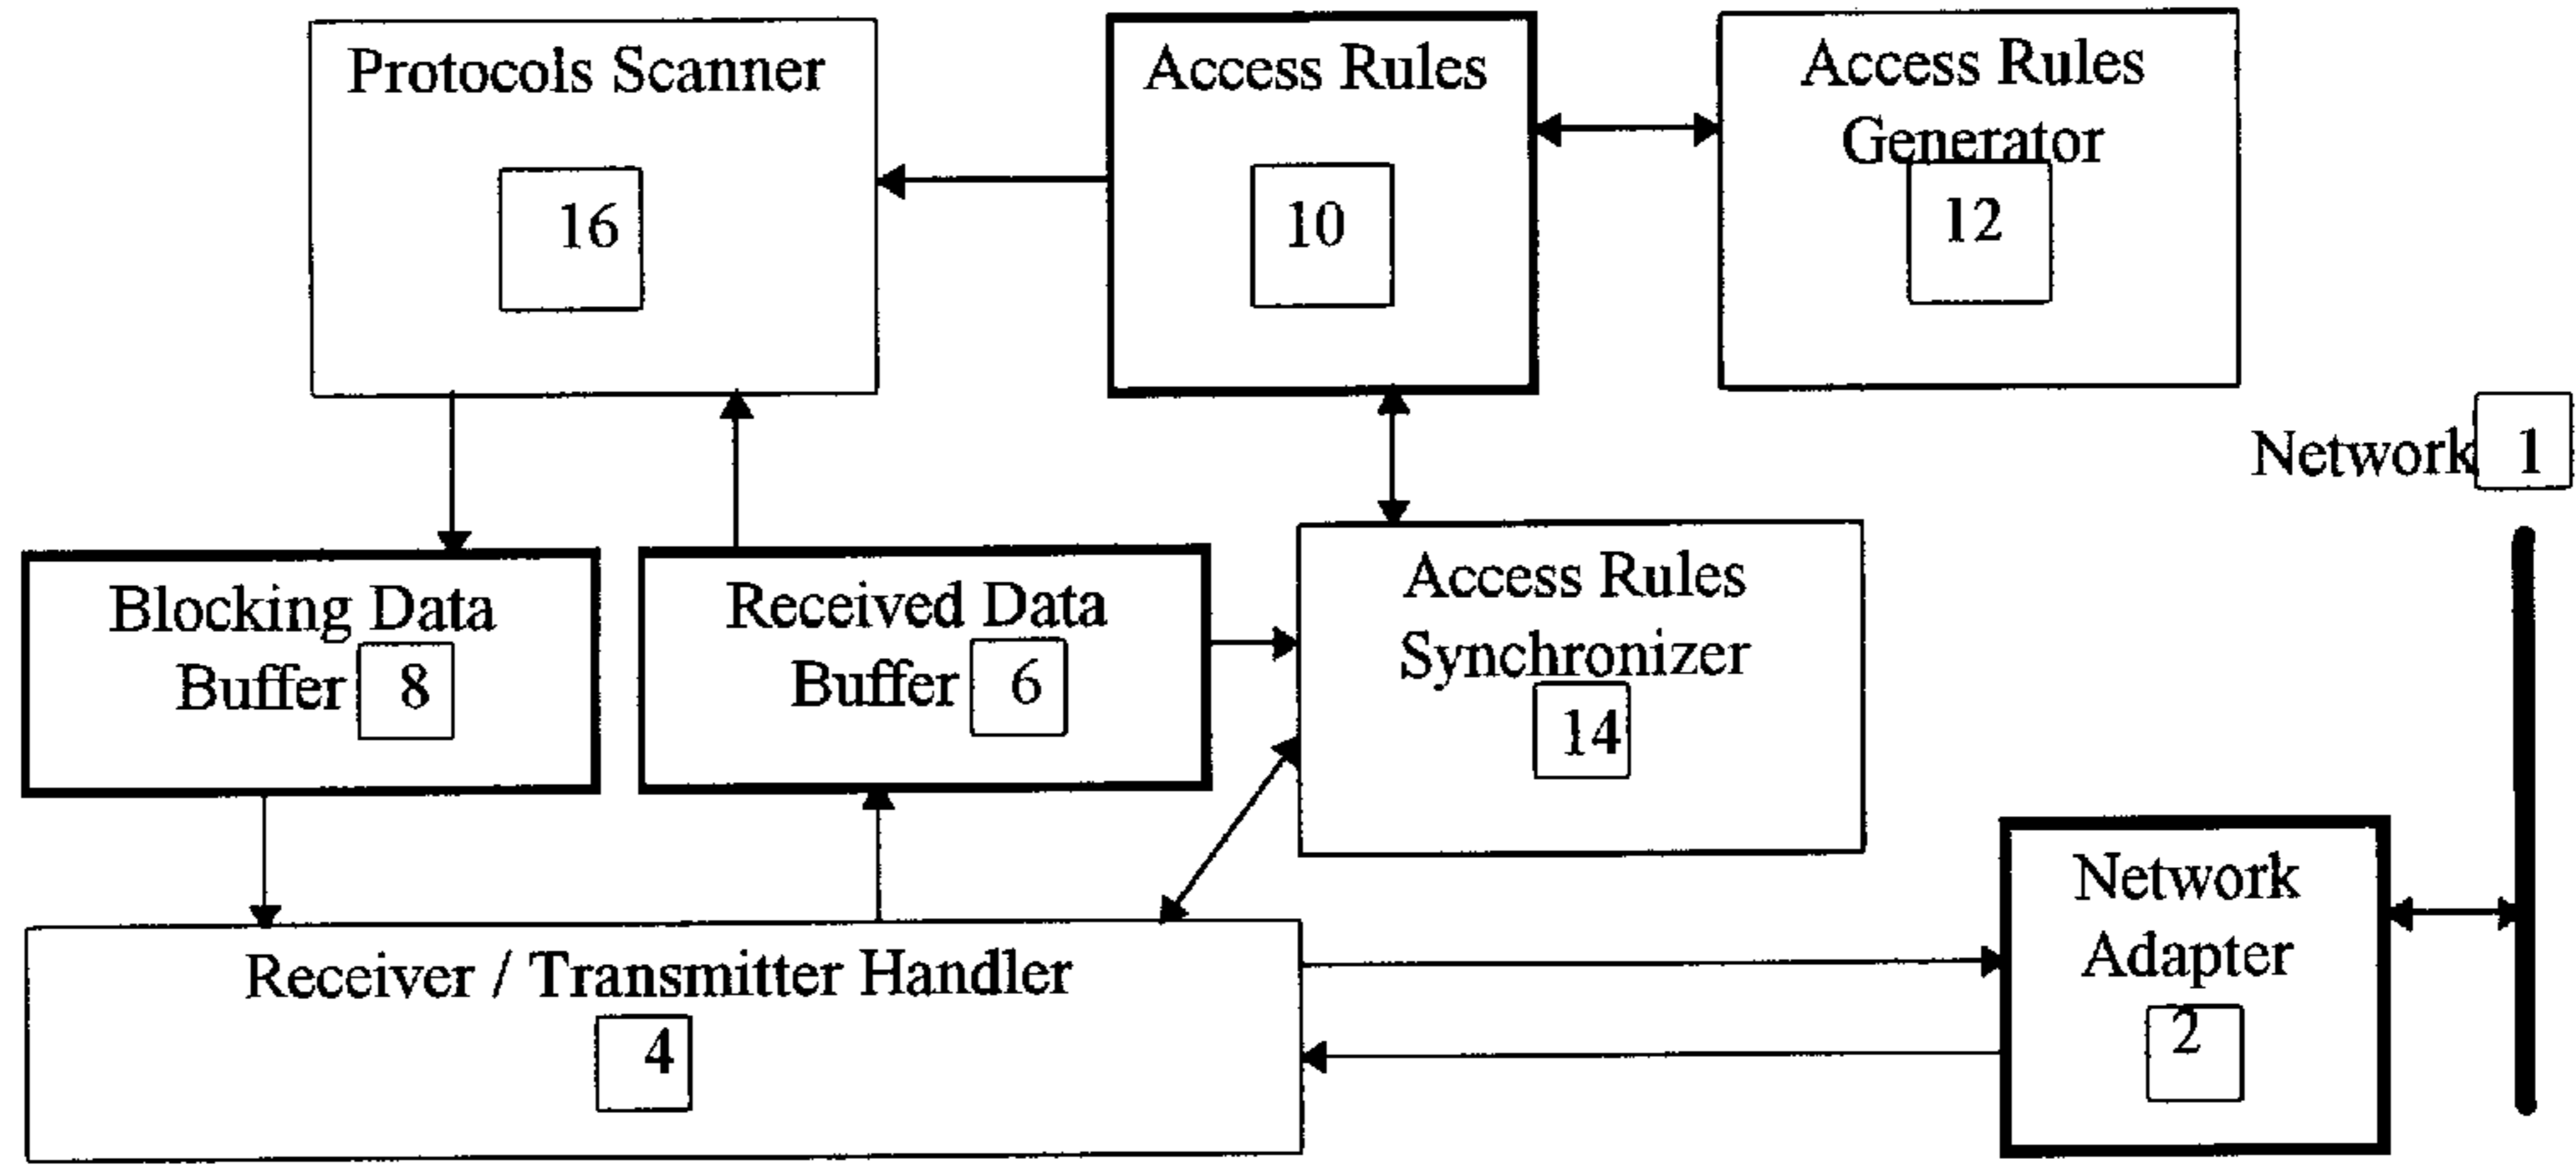 Protocols Scanner
16
Access Rules
10
Access Rules
Generator
12
Network 1
Blocking Data
Buffer 8
Received Data
Buffer 6
Access Rules
Synchronizer
14
Network
Adapter
2
Receiver / Transmitter Handler
4